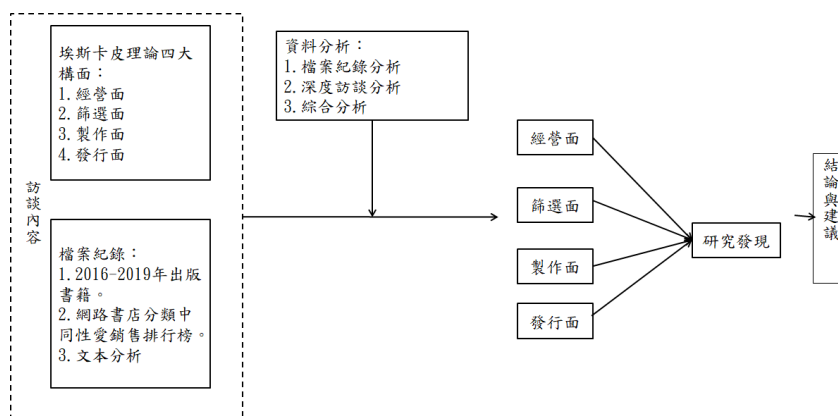 埃斯卡皮理論四大
構面：
1.經營面
2.篩選面
3.製作面
4.發行面
訪談內容
檔案紀錄：
1.2016-2019年出版
書籍。
2.網路書店分類中
同性愛銷售排行榜。
3.文本分析
資料分析：
1.檔案紀錄分析
2.深度訪談分析
3.綜合分析
經營面
篩選面
製作面
發行面
研究發現
結論與建議